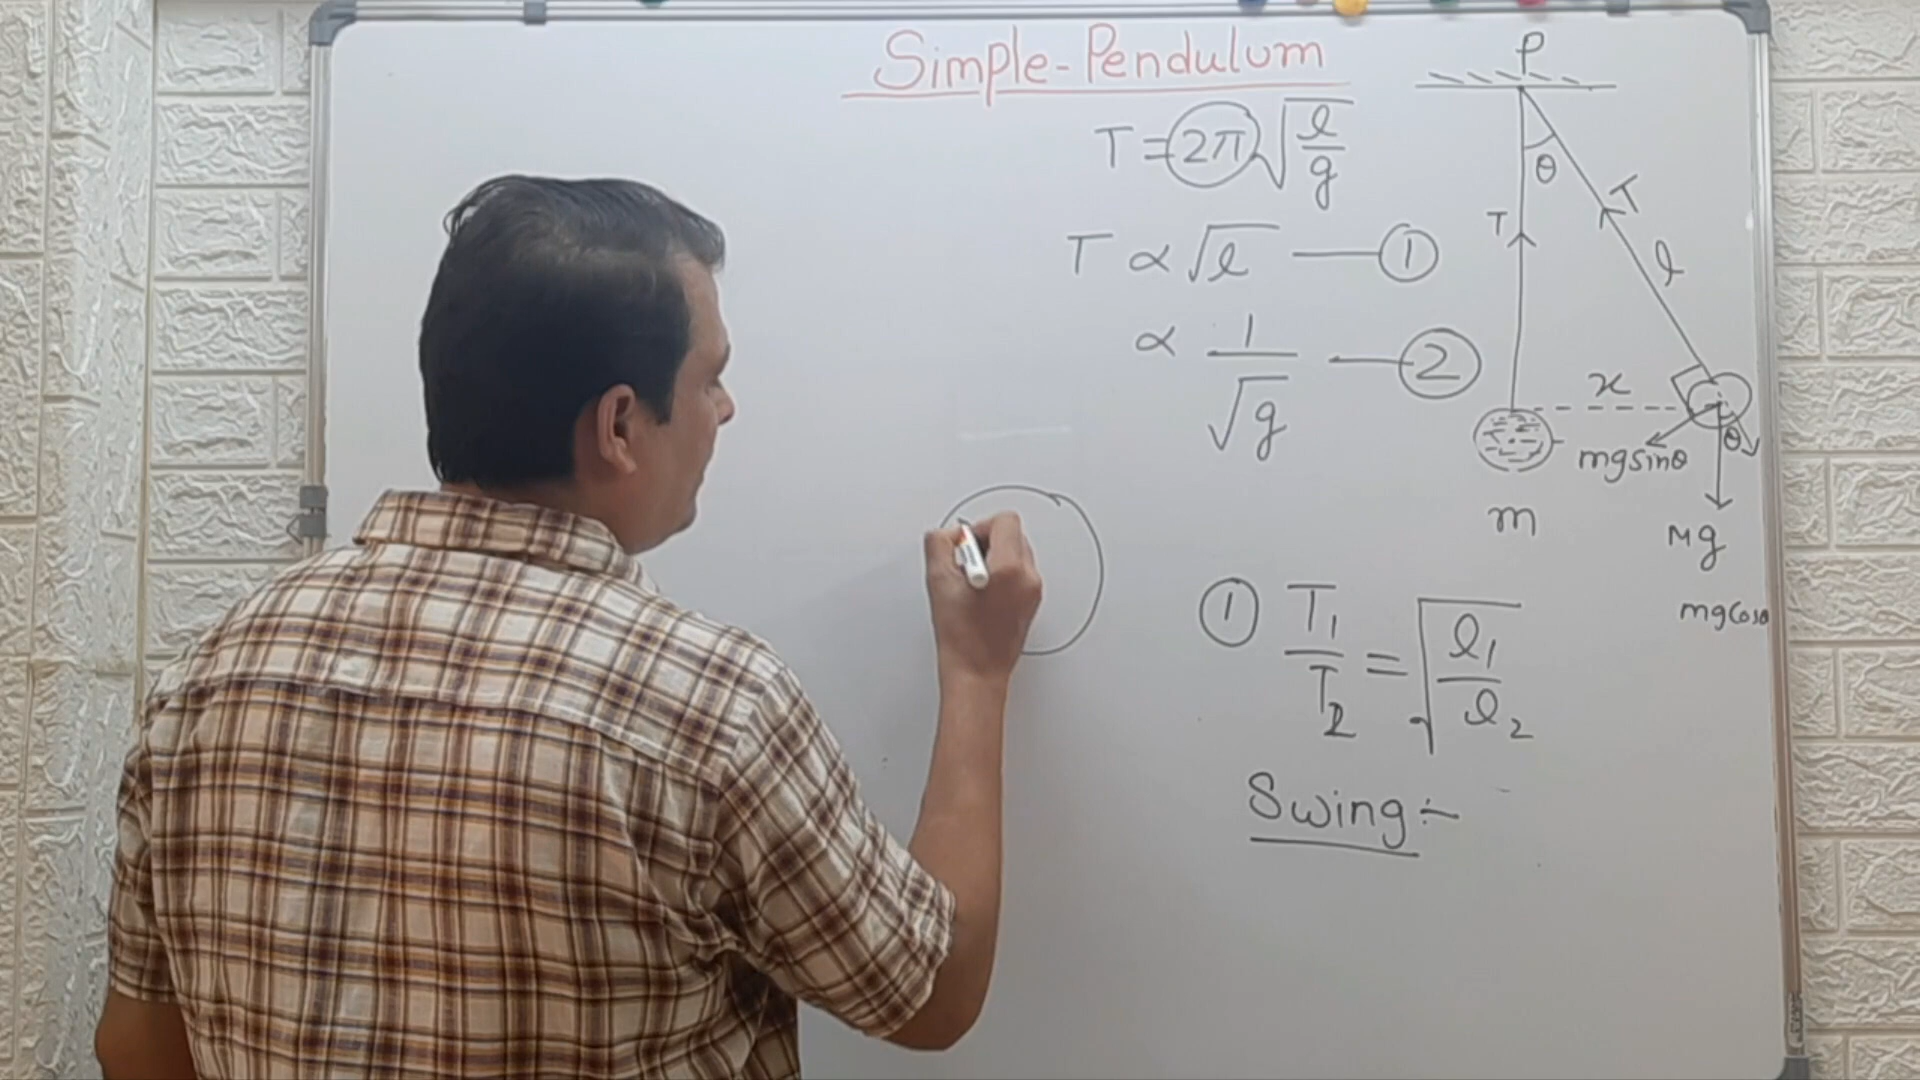 Simple-Pendulum
T = 2π √(l/g)
T ∝ √l — ①
∝ 1/√g — ②
① T₁/T₂ = √(l₁/l₂)
Swing :-
P
θ
T
T
l
x
θ
mgsinθ
m
Mg
mgcosθ